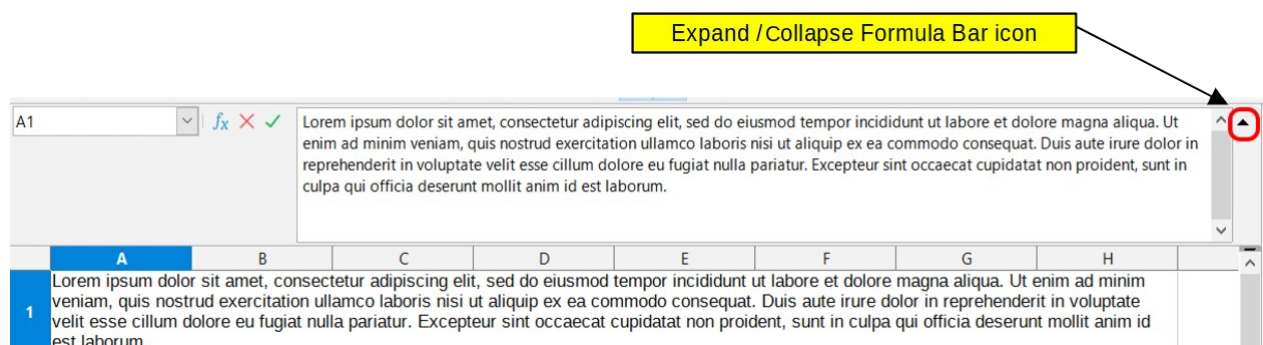 Expand /Collapse Formula Bar icon
A1 fx Lorem ipsum dolor sit amet, consectetur adipiscing elit, sed do eiusmod tempor incididunt ut labore et dolore magna aliqua. Ut
enim ad minim veniam, quis nostrud exercitation ullamco laboris nisi ut aliquip ex ea commodo consequat. Duis aute irure dolor in
reprehenderit in voluptate velit esse cillum dolore eu fugiat nulla pariatur. Excepteur sint occaecat cupidatat non proident, sunt in
culpa qui officia deserunt mollit anim id est laborum.
A B C D E F G H
Lorem ipsum dolor sit amet, consectetur adipiscing elit, sed do eiusmod tempor incididunt ut labore et dolore magna aliqua. Ut enim ad minim
1 veniam, quis nostrud exercitation ullamco laboris nisi ut aliquip ex ea commodo consequat. Duis aute irure dolor in reprehenderit in voluptate
velit esse cillum dolore eu fugiat nulla pariatur. Excepteur sint occaecat cupidatat non proident, sunt in culpa qui officia deserunt mollit anim id
est laborum.